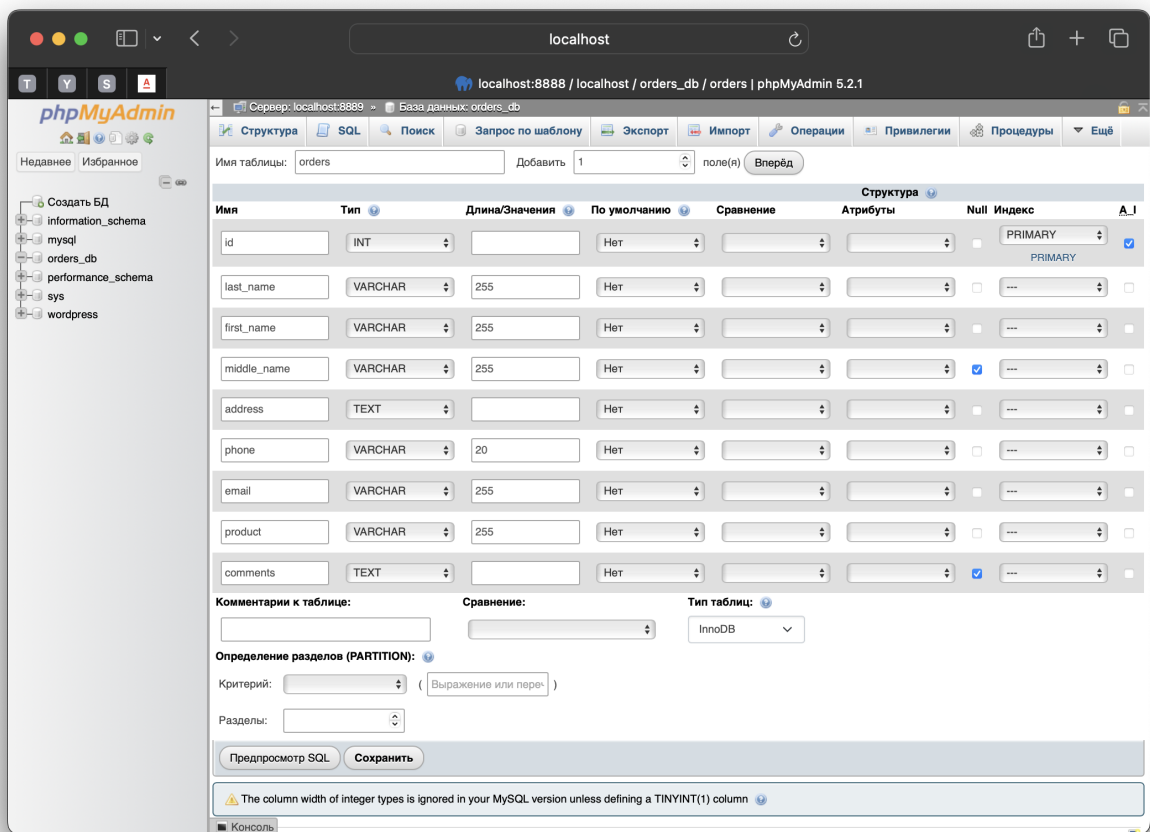 localhost
T Y S A
localhost:8888 / localhost / orders_db / orders | phpMyAdmin 5.2.1
phpMyAdmin
Недавнее Избранное
Создать БД
information_schema
mysql
orders_db
performance_schema
sys
wordpress
Сервер: localhost:8889 » База данных: orders_db
Структура SQL Поиск Запрос по шаблону Экспорт Импорт Операции Привилегии Процедуры Ещё
Имя таблицы: orders Добавить 1 поле(я) Вперёд
Структура
Имя Тип Длина/Значения По умолчанию Сравнение Атрибуты Null Индекс A_I
id INT Нет PRIMARY
PRIMARY
last_name VARCHAR 255 Нет ---
first_name VARCHAR 255 Нет ---
middle_name VARCHAR 255 Нет ---
address TEXT Нет ---
phone VARCHAR 20 Нет ---
email VARCHAR 255 Нет ---
product VARCHAR 255 Нет ---
comments TEXT Нет ---
Комментарии к таблице: Сравнение: Тип таблиц:
InnoDB
Определение разделов (PARTITION):
Критерий: ( Выражение или переч )
Разделы:
Предпросмотр SQL Сохранить
The column width of integer types is ignored in your MySQL version unless defining a TINYINT(1) column
Консоль